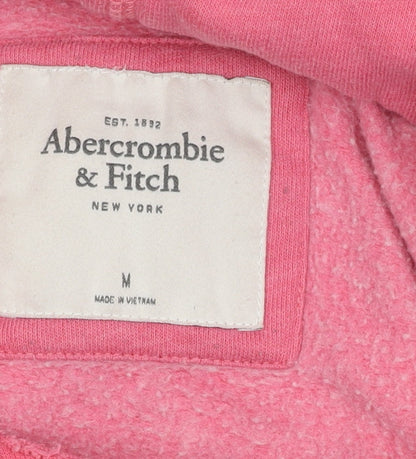 EST. 1892
Abercrombie
& Fitch
NEW YORK
M
MADE IN VIETNAM